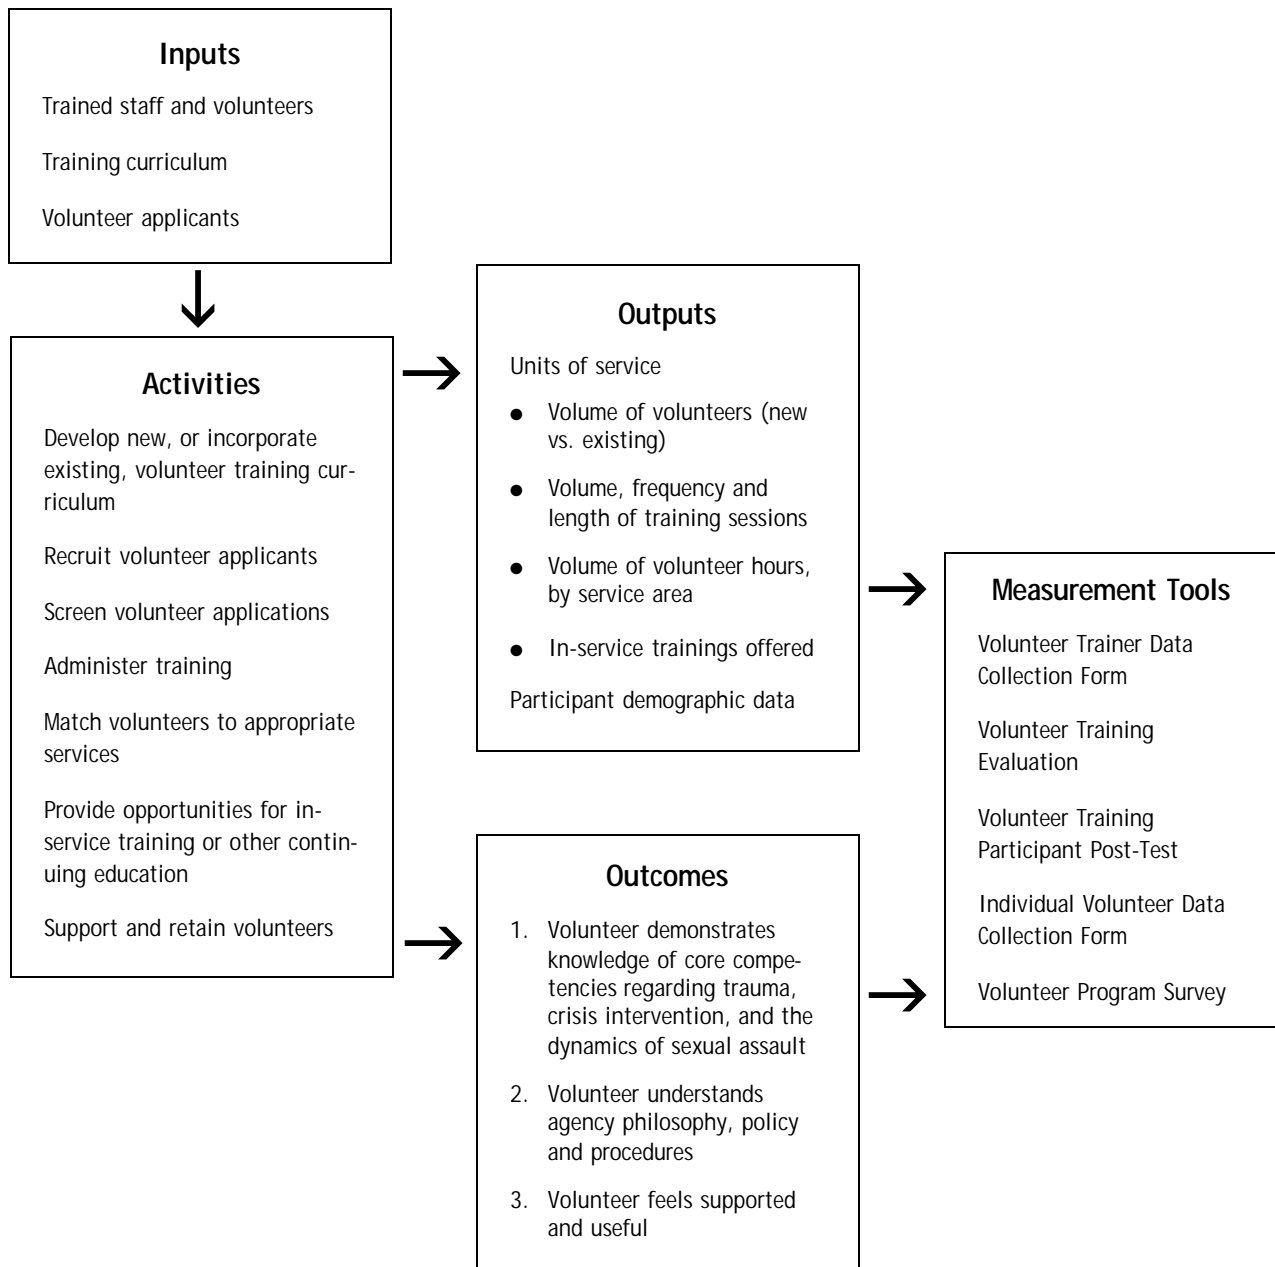 Inputs
Trained staff and volunteers
Training curriculum
Volunteer applicants
Activities
Develop new, or incorporate
existing, volunteer training cur-
riculum
Recruit volunteer applicants
Screen volunteer applications
Administer training
Match volunteers to appropriate
services
Provide opportunities for in-
service training or other contin-
uing education
Support and retain volunteers
Outputs
Units of service
● Volume of volunteers (new
vs. existing)
● Volume, frequency and
length of training sessions
● Volume of volunteer hours,
by service area
● In-service trainings offered
Participant demographic data
Outcomes
1. Volunteer demonstrates
knowledge of core compe-
tencies regarding trauma,
crisis intervention, and the
dynamics of sexual assault
2. Volunteer understands
agency philosophy, policy
and procedures
3. Volunteer feels supported
and useful
Measurement Tools
Volunteer Trainer Data
Collection Form
Volunteer Training
Evaluation
Volunteer Training
Participant Post-Test
Individual Volunteer Data
Collection Form
Volunteer Program Survey